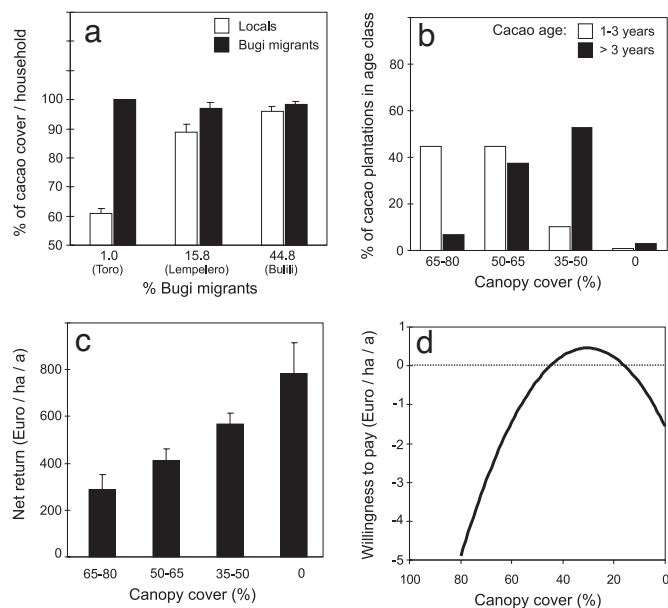 a
Locals
Bugi migrants
% of cacao cover / household
100
90
80
70
60
50
1.0
15.8
44.8
(Toro)
(Lempelero)
(Bulili)
% Bugi migrants
b
Cacao age:
1-3 years
> 3 years
% of cacao plantations in age class
80
60
40
20
0
65-80
50-65
35-50
0
Canopy cover (%)
c
Net return (Euro / ha / a)
800
600
400
200
0
65-80
50-65
35-50
0
Canopy cover (%)
d
Willingness to pay (Euro / ha / a)
1
0
-1
-2
-3
-4
-5
100
80
60
40
20
0
Canopy cover (%)